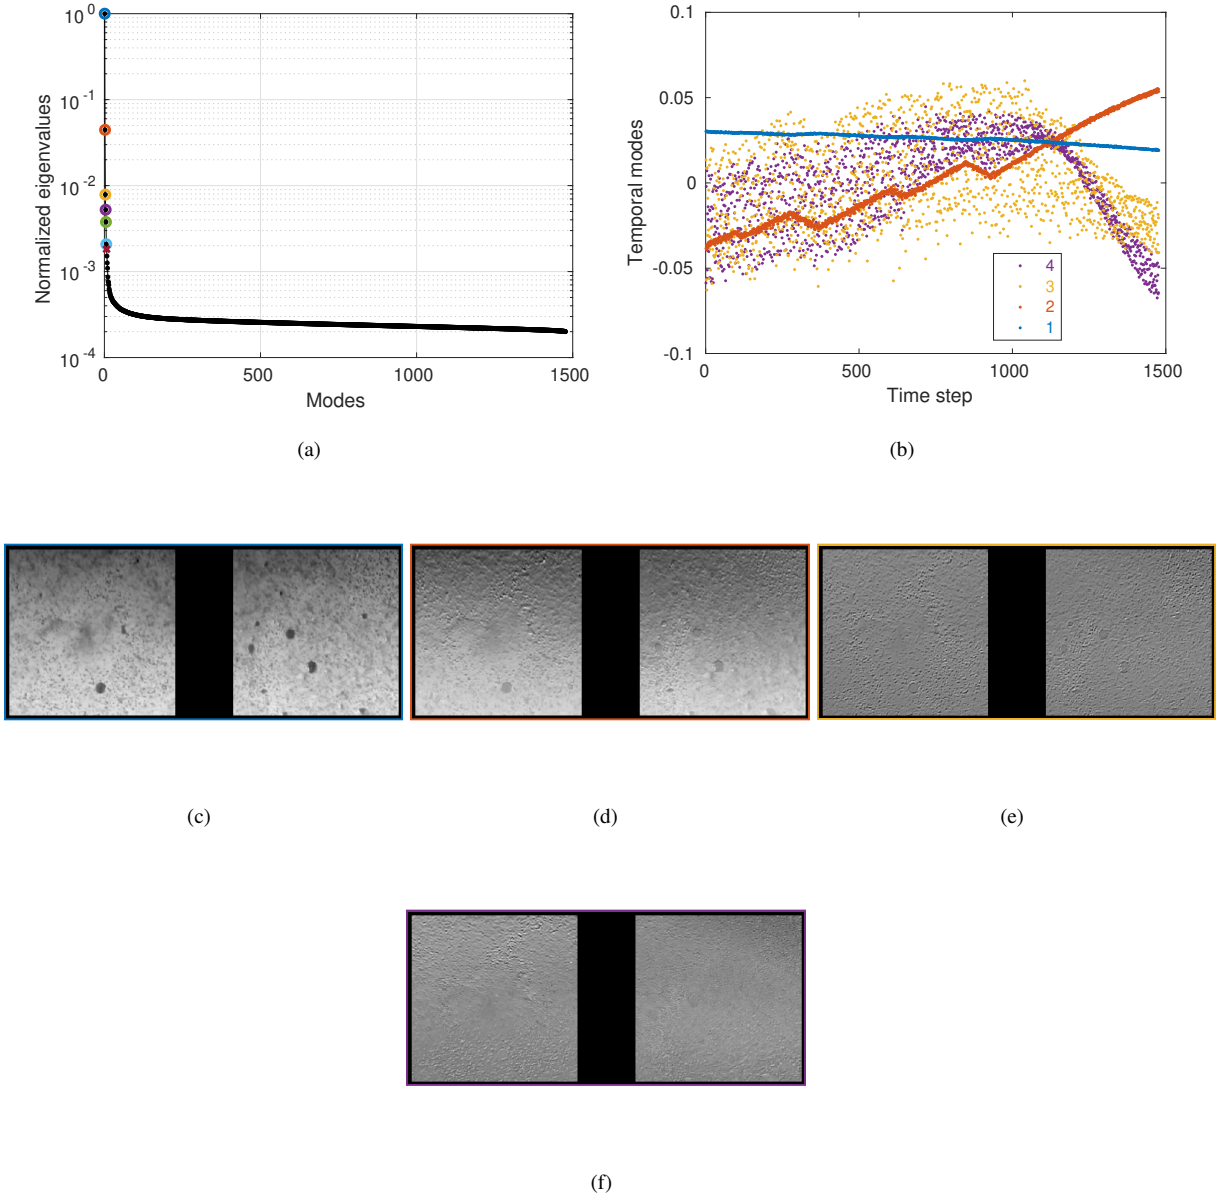 10^0
10^-1
10^-2
10^-3
10^-4
Normalized eigenvalues
0 500 1000 1500
Modes
(a)
0.1
0.05
0
-0.05
-0.1
Temporal modes
4
3
2
1
0 500 1000 1500
Time step
(b)
(c) (d) (e)
(f)